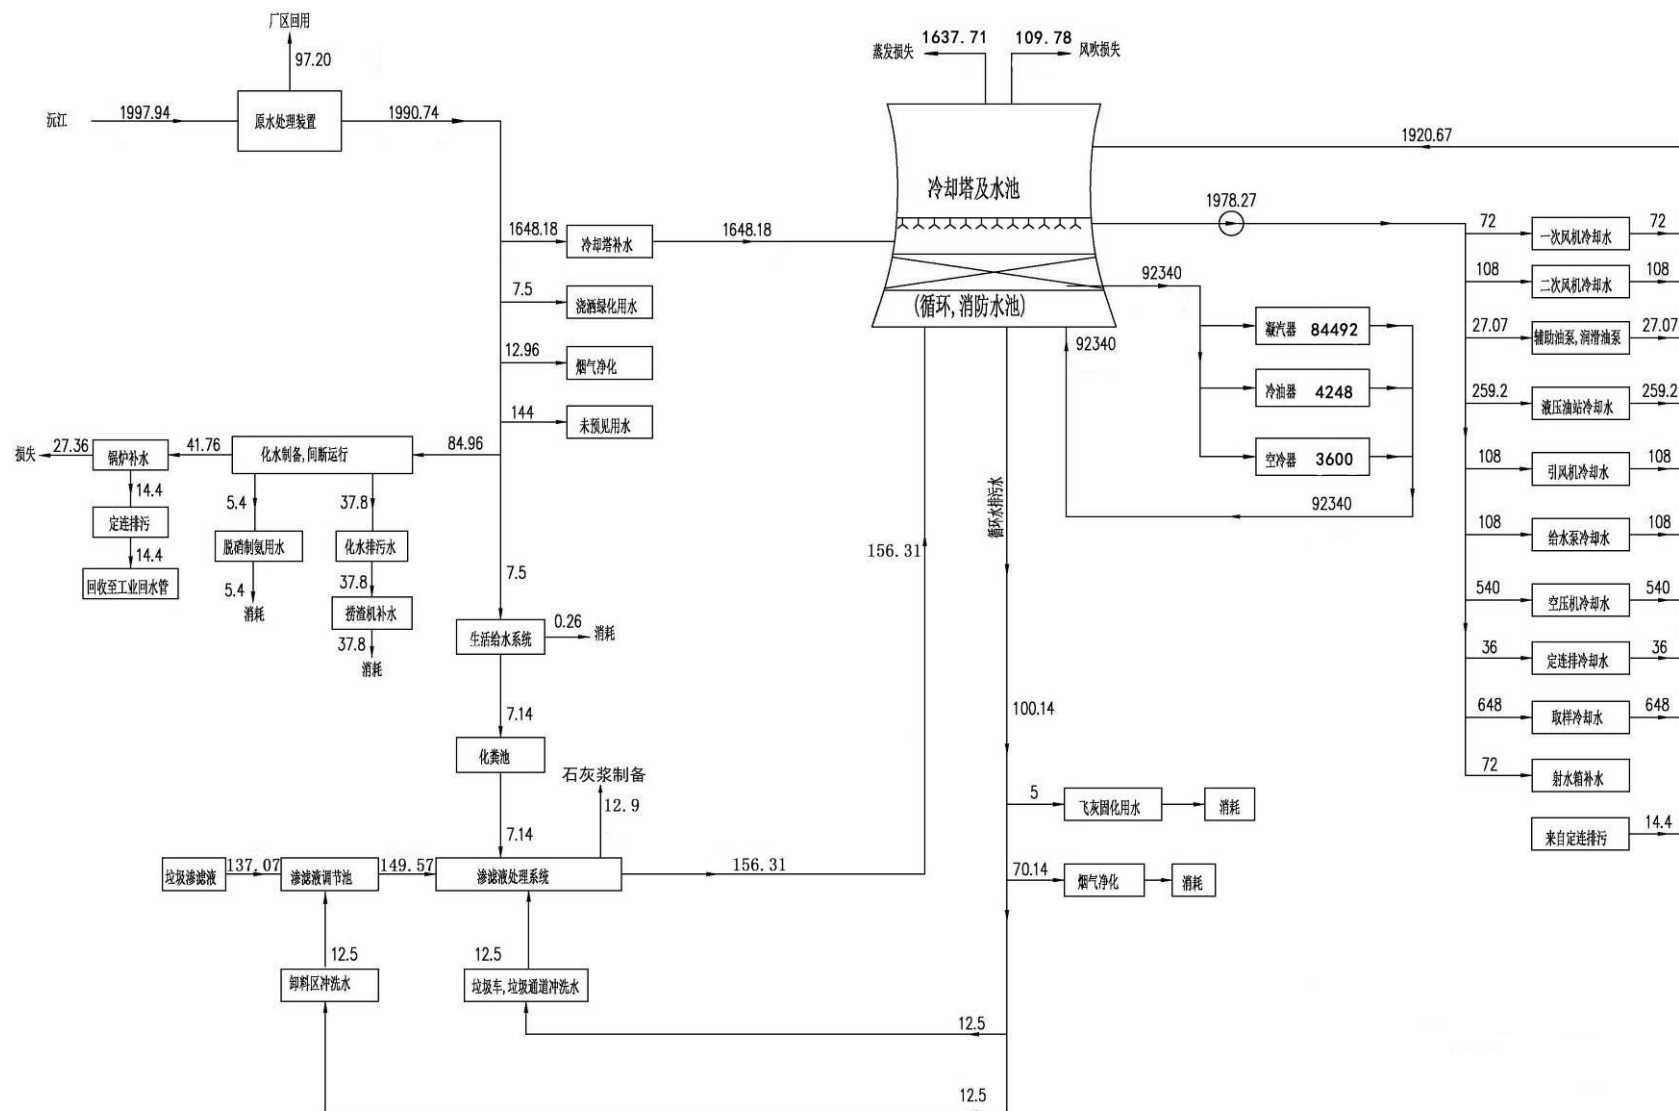 厂区回用
97.20
沅江
1997.94
原水处理装置
1990.74
1637.71
蒸发损失
109.78
风吹损失
1920.67
冷却塔及水池
(循环,消防水池)
1978.27
1648.18
冷却塔补水
1648.18
7.5
浇洒绿化用水
12.96
烟气净化
144
未预见用水
84.96
化水制备,间断运行
41.76
锅炉补水
27.36
损失
14.4
定连排污
14.4
回收至工业回水管
5.4
脱硝制氨用水
5.4
消耗
37.8
化水排污水
37.8
捞渣机补水
37.8
消耗
7.5
生活给水系统
0.26
消耗
7.14
化粪池
7.14
石灰浆制备
12.9
垃圾渗滤液
137.07
渗滤液调节池
149.57
渗滤液处理系统
156.31
156.31
12.5
卸料区冲洗水
12.5
垃圾车,垃圾通道冲洗水
12.5
12.5
循环水排污水
100.14
5
飞灰固化用水
消耗
70.14
烟气净化
消耗
92340
92340
凝汽器 84492
冷油器 4248
空冷器 3600
92340
72
一次风机冷却水
72
108
二次风机冷却水
108
27.07
辅助油泵,润滑油泵
27.07
259.2
液压油站冷却水
259.2
108
引风机冷却水
108
108
给水泵冷却水
108
540
空压机冷却水
540
36
定连排冷却水
36
648
取样冷却水
648
72
射水箱补水
来自定连排污
14.4